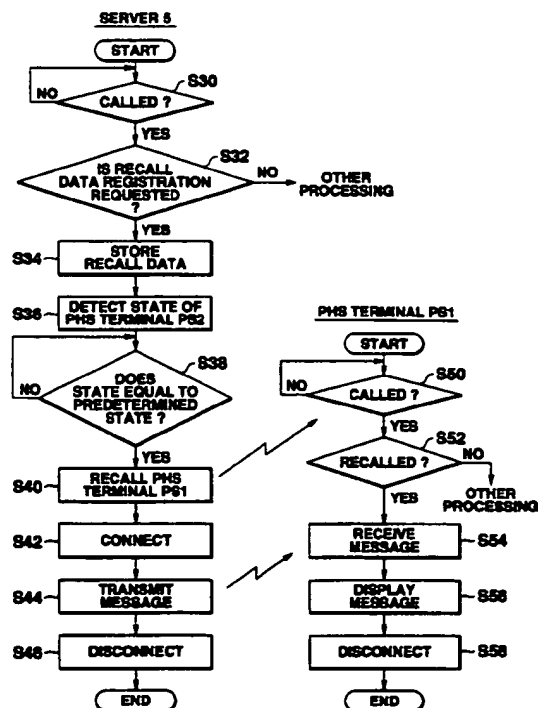 SERVER 5
START
S30
CALLED ?
NO
YES
S32
IS RECALL
DATA REGISTRATION
REQUESTED
?
NO
OTHER
PROCESSING
YES
S34
STORE
RECALL DATA
S36
DETECT STATE OF
PHS TERMINAL PS2
S38
DOES
STATE EQUAL TO
PREDETERMINED
STATE ?
NO
YES
S40
RECALL PHS
TERMINAL PS1
S42
CONNECT
S44
TRANSMIT
MESSAGE
S46
DISCONNECT
END
PHS TERMINAL PS1
START
S50
CALLED ?
NO
YES
S52
RECALLED ?
NO
OTHER
PROCESSING
YES
RECEIVE
MESSAGE
S54
DISPLAY
MESSAGE
S56
DISCONNECT
S58
END